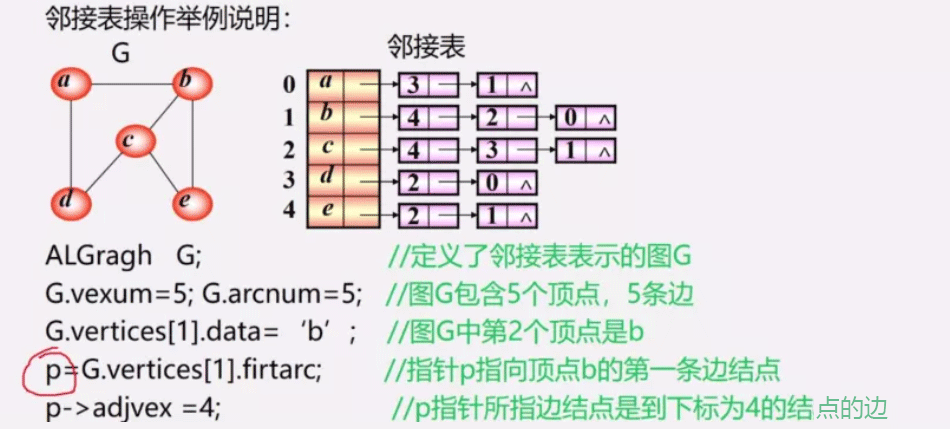 邻接表操作举例说明：
G
邻接表
a b c d e
0 a 3 1 ∧
1 b 4 2 0 ∧
2 c 4 3 1 ∧
3 d 2 0 ∧
4 e 2 1 ∧
ALGragh G; //定义了邻接表表示的图G
G.vexum=5; G.arcnum=5; //图G包含5个顶点，5条边
G.vertices[1].data= ‘b’ ; //图G中第2个顶点是b
p=G.vertices[1].firtarc; //指针p指向顶点b的第一条边结点
p->adjvex =4; //p指针所指边结点是到下标为4的结点的边